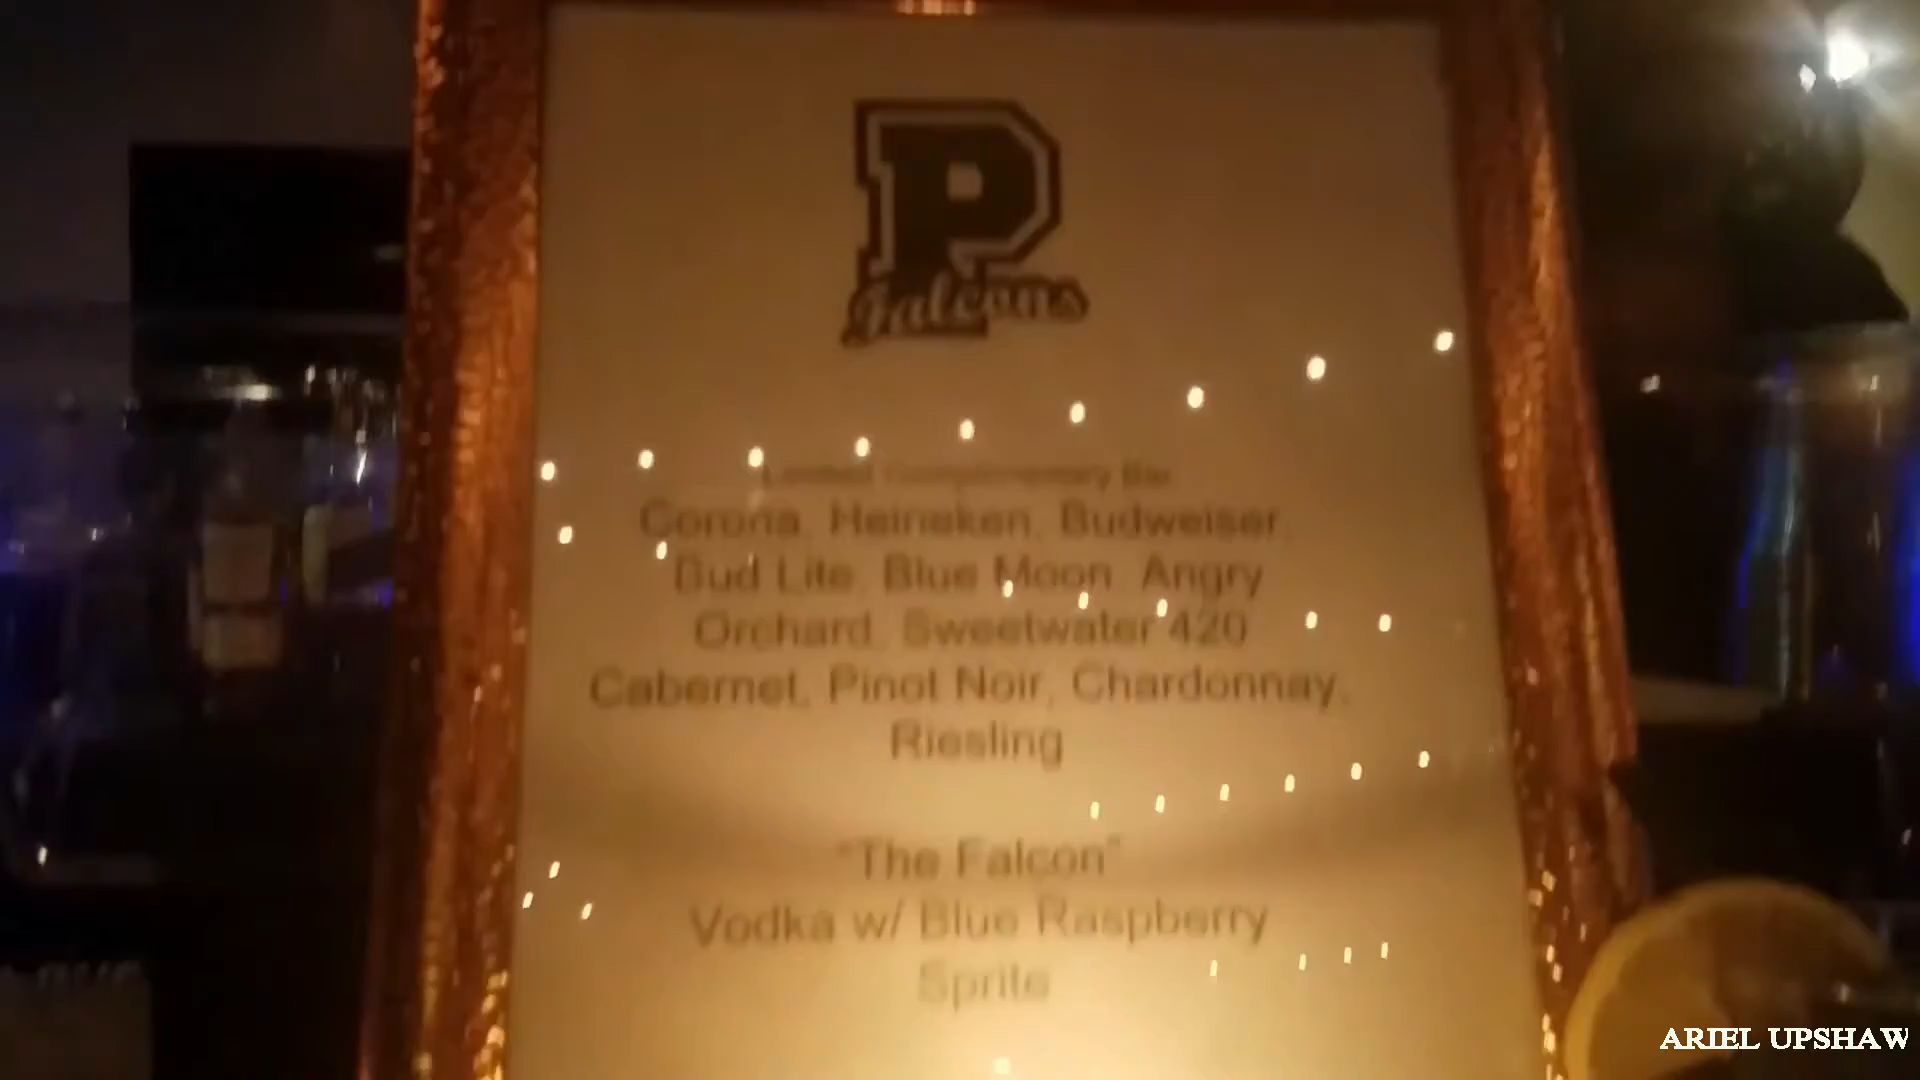 P
Falcons
Limited Complimentary Bar
Corona, Heineken, Budweiser,
Bud Lite, Blue Moon, Angry
Orchard, Sweetwater 420
Cabernet, Pinot Noir, Chardonnay,
Riesling
"The Falcon"
Vodka w/ Blue Raspberry
Sprite
ARIEL UPSHAW